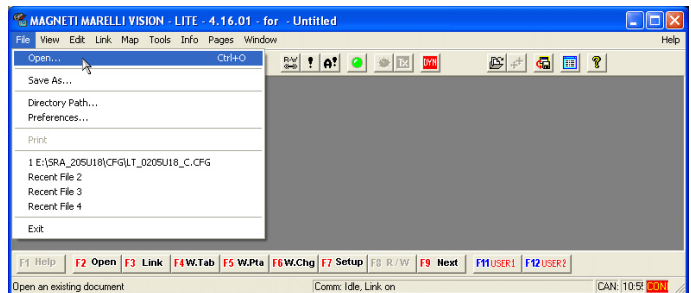 MAGNETI MARELLI VISION - LITE - 4.16.01 - for - Untitled
File View Edit Link Map Tools Info Pages Window Help
Open... Ctrl+O
R-V ! A! TX DYN ?
Save As...
Directory Path...
Preferences...
Print
1 E:\SRA_205U18\CFG\LT_0205U18_C.CFG
Recent File 2
Recent File 3
Recent File 4
Exit
F1 Help F2 Open F3 Link F4 W.Tab F5 W.Pta F6 W.Chg F7 Setup F8 R/W F9 Next F11 USER1 F12 USER2
Open an existing document Comm: Idle, Link on CAN: 10:55 CON